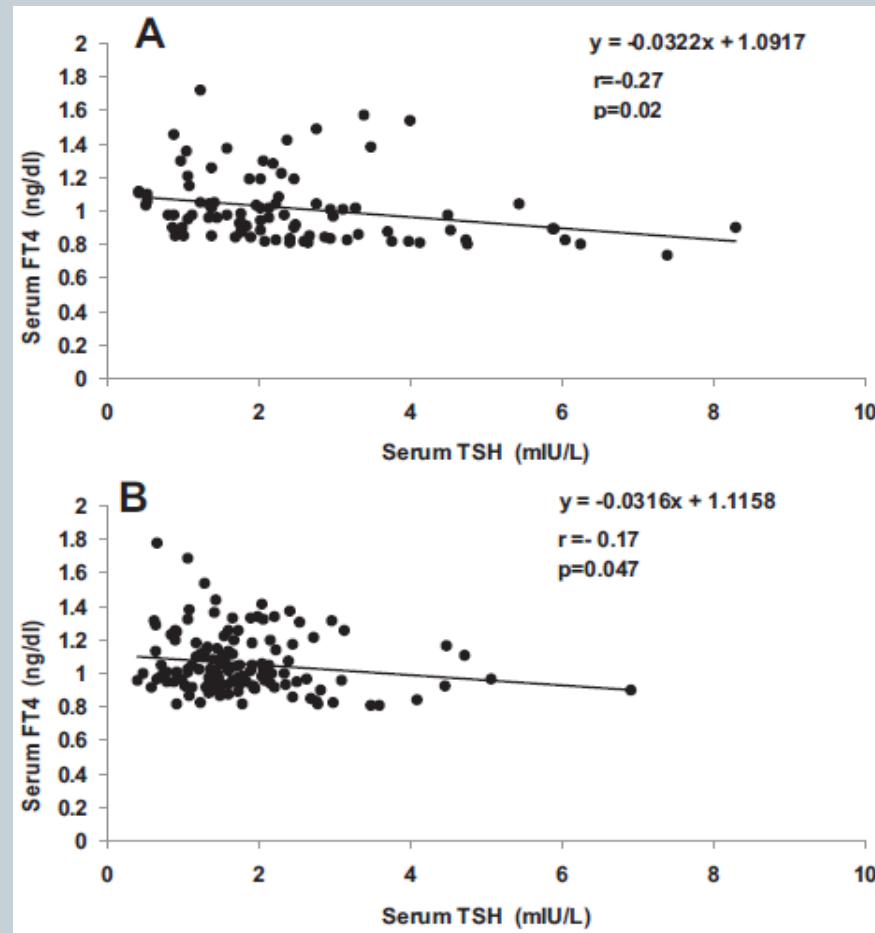 A
y = -0.0322x + 1.0917
r=-0.27
p=0.02
2
1.8
1.6
1.4
1.2
1
0.8
0.6
0.4
0.2
0
Serum FT4 (ng/dl)
0 2 4 6 8 10
Serum TSH (mIU/L)
B
y = -0.0316x + 1.1158
r =- 0.17
p=0.047
2
1.8
1.6
1.4
1.2
1
0.8
0.6
0.4
0.2
0
Serum FT4 (ng/dl)
0 2 4 6 8 10
Serum TSH (mIU/L)